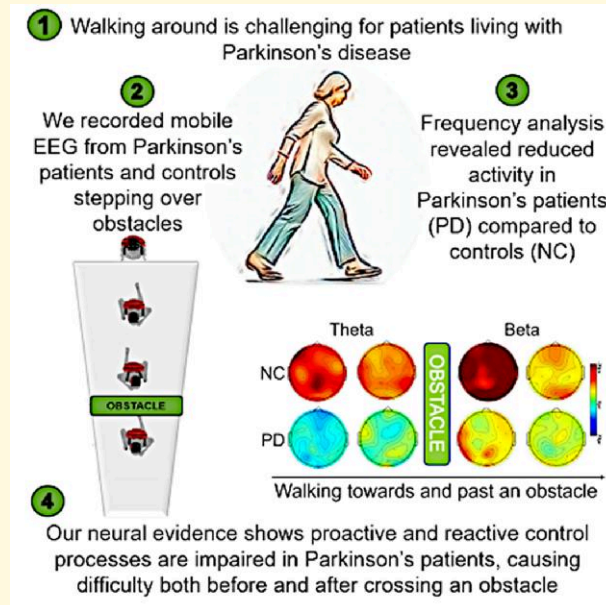 1 Walking around is challenging for patients living with
Parkinson's disease
2
We recorded mobile
EEG from Parkinson's
patients and controls
stepping over
obstacles
3
Frequency analysis
revealed reduced
activity in
Parkinson's patients
(PD) compared to
controls (NC)
OBSTACLE
Theta
Beta
NC
PD
OBSTACLE
Walking towards and past an obstacle
4
Our neural evidence shows proactive and reactive control
processes are impaired in Parkinson's patients, causing
difficulty both before and after crossing an obstacle